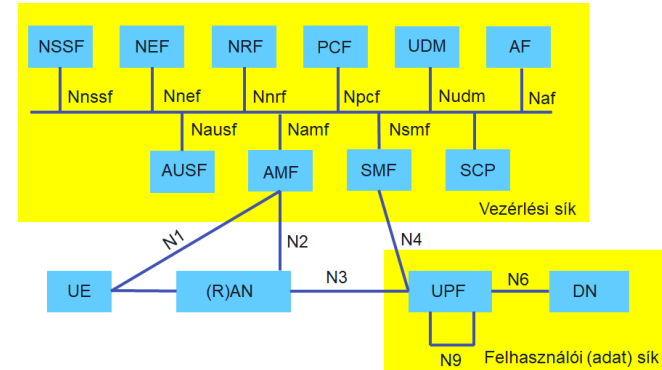 NSSF NEF NRF PCF UDM AF
Nnssf Nnef Nnrf Npcf Nudm Naf
Nausf Namf Nsmf
AUSF AMF SMF SCP
Vezérlési sík
N1 N2 N4
UE (R)AN N3 UPF N6 DN
N9 Felhasználói (adat) sík